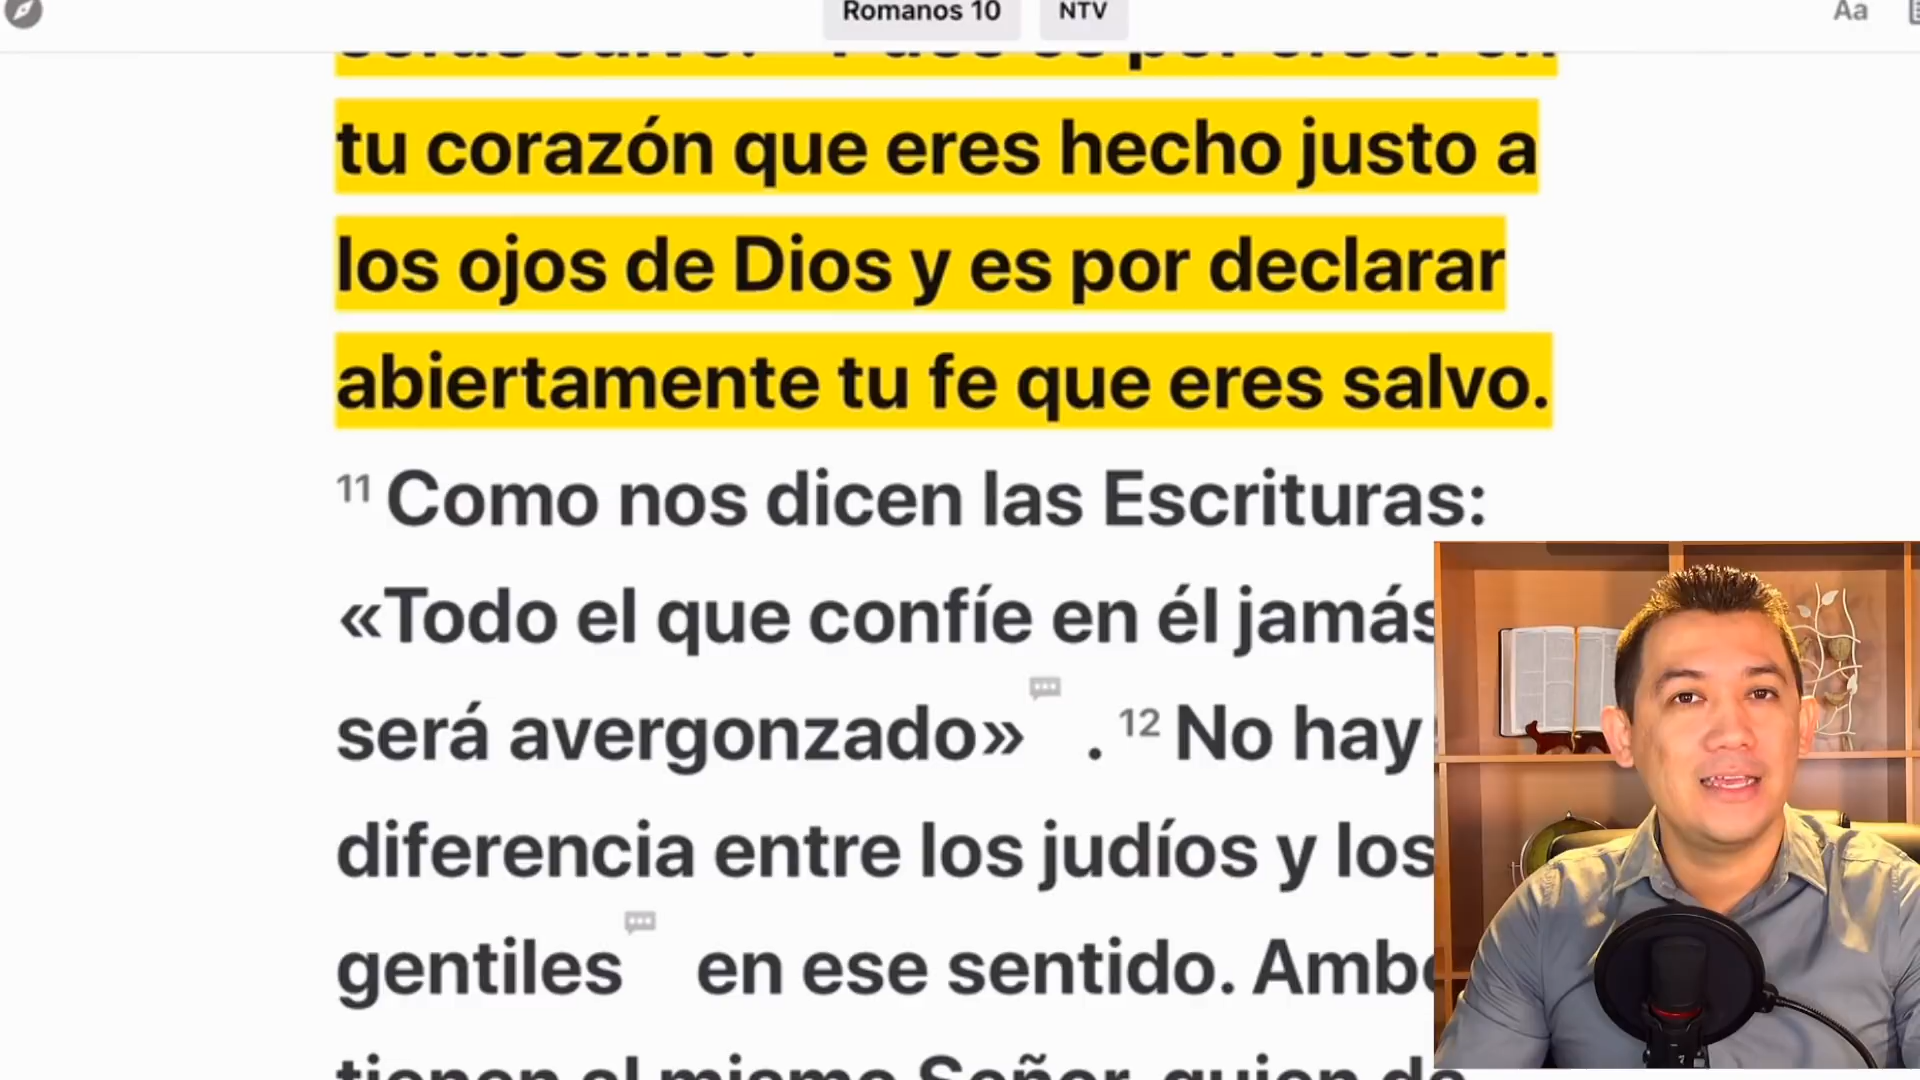 Romanos 10 NTV Aa
tu corazón que eres hecho justo a
los ojos de Dios y es por declarar
abiertamente tu fe que eres salvo.
11 Como nos dicen las Escrituras:
«Todo el que confíe en él jamás
será avergonzado» . 12 No hay
diferencia entre los judíos y los
gentiles en ese sentido.